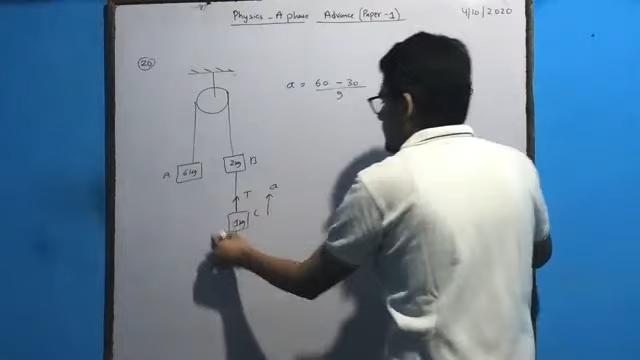 Physics - A phase Advance (Paper - 1)
4/10/2020
20
a = 60 - 30
9
A 6kg 2kg B
T a
1kg C